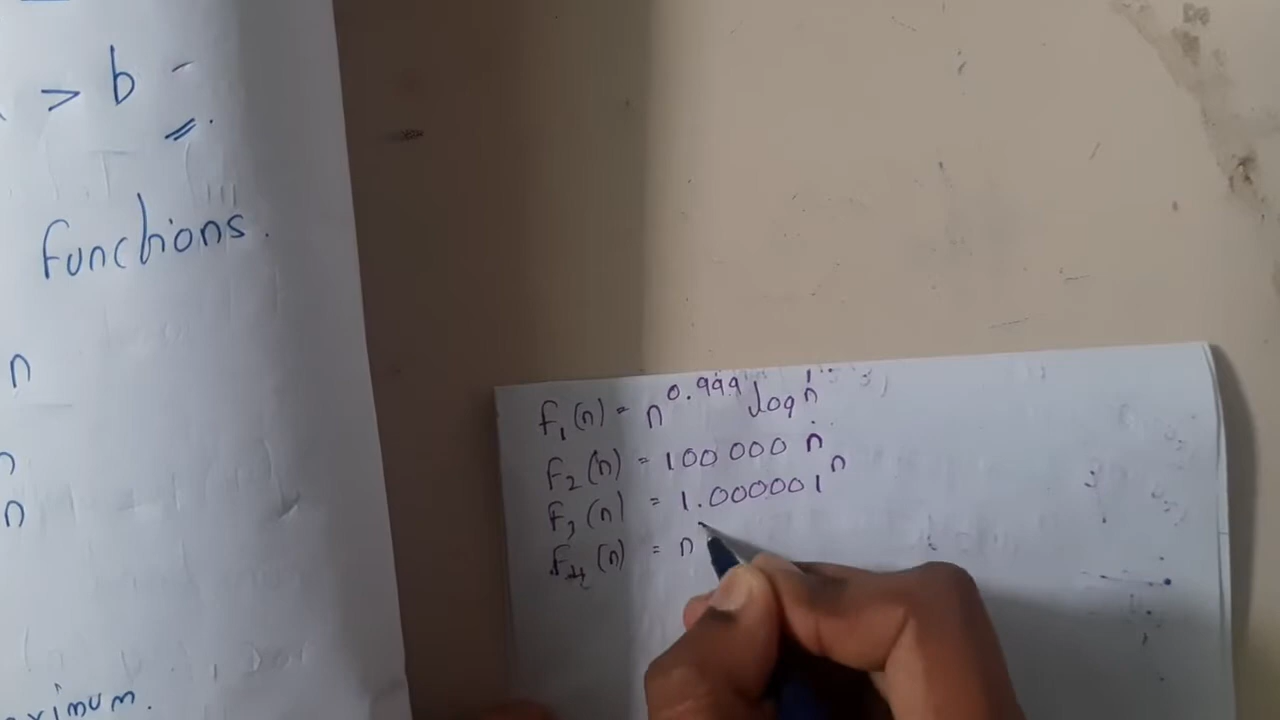 > b
functions.
n
n
n
ximum.
f₁(n) = n^0.999 log n
f₂(n) = 100 000 n
f₃(n) = 1.000001^n
f₄(n) = n